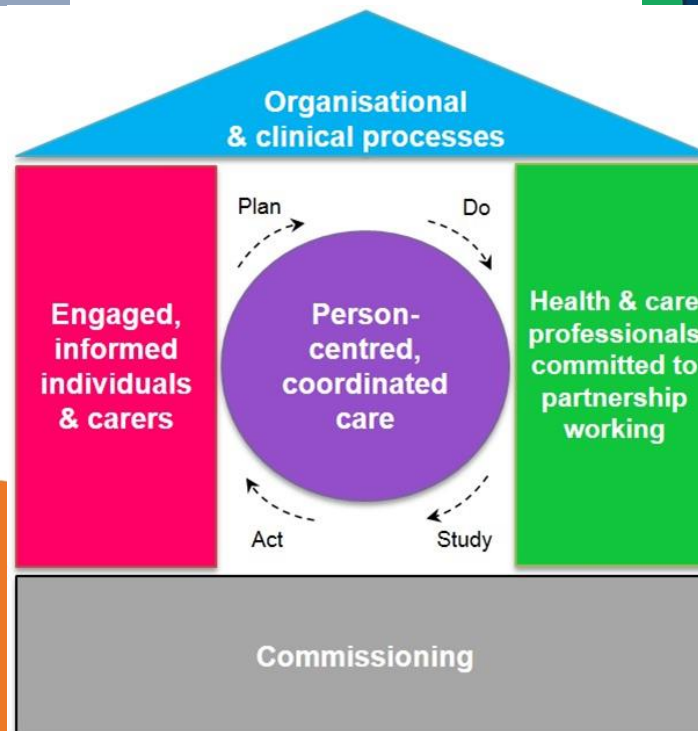 Organisational
& clinical processes
Plan
Do
Engaged,
informed
individuals
& carers
Person-
centred,
coordinated
care
Health & care
professionals
committed to
partnership
working
Act
Study
Commissioning